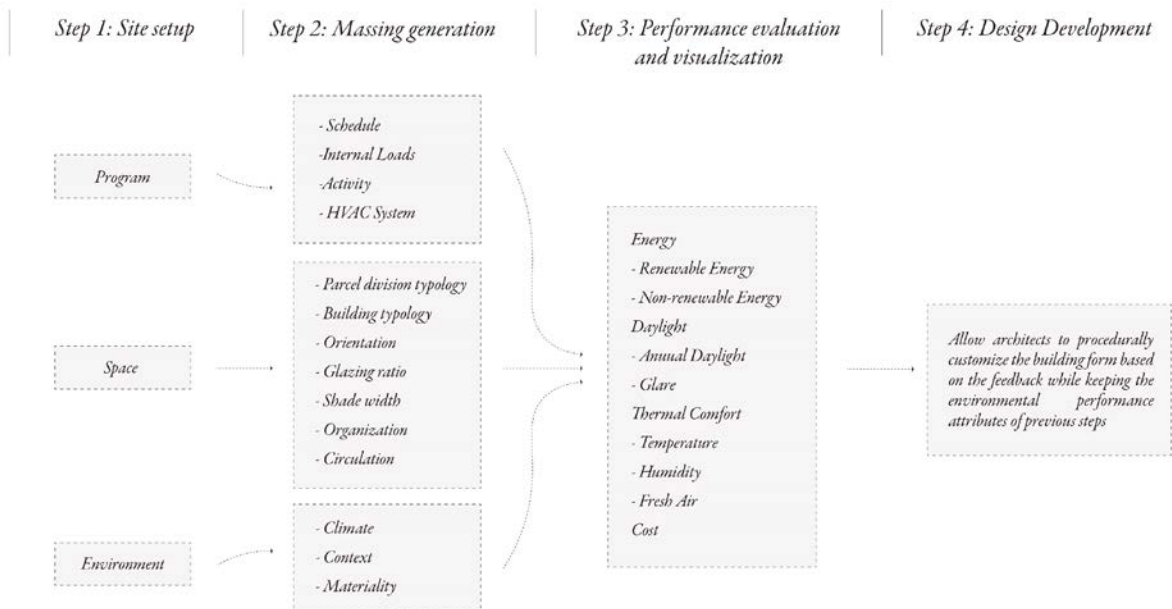 Step 1: Site setup
Step 2: Massing generation
Step 3: Performance evaluation
and visualization
Step 4: Design Development
Program
- Schedule
-Internal Loads
-Activity
- HVAC System
Space
- Parcel division typology
- Building typology
- Orientation
- Glazing ratio
- Shade width
- Organization
- Circulation
Environment
- Climate
- Context
- Materiality
Energy
- Renewable Energy
- Non-renewable Energy
Daylight
- Anuual Daylight
- Glare
Thermal Comfort
- Temperature
- Humidity
- Fresh Air
Cost
Allow architects to procedurally
customize the building form based
on the feedback while keeping the
environmental performance
attributes of previous steps